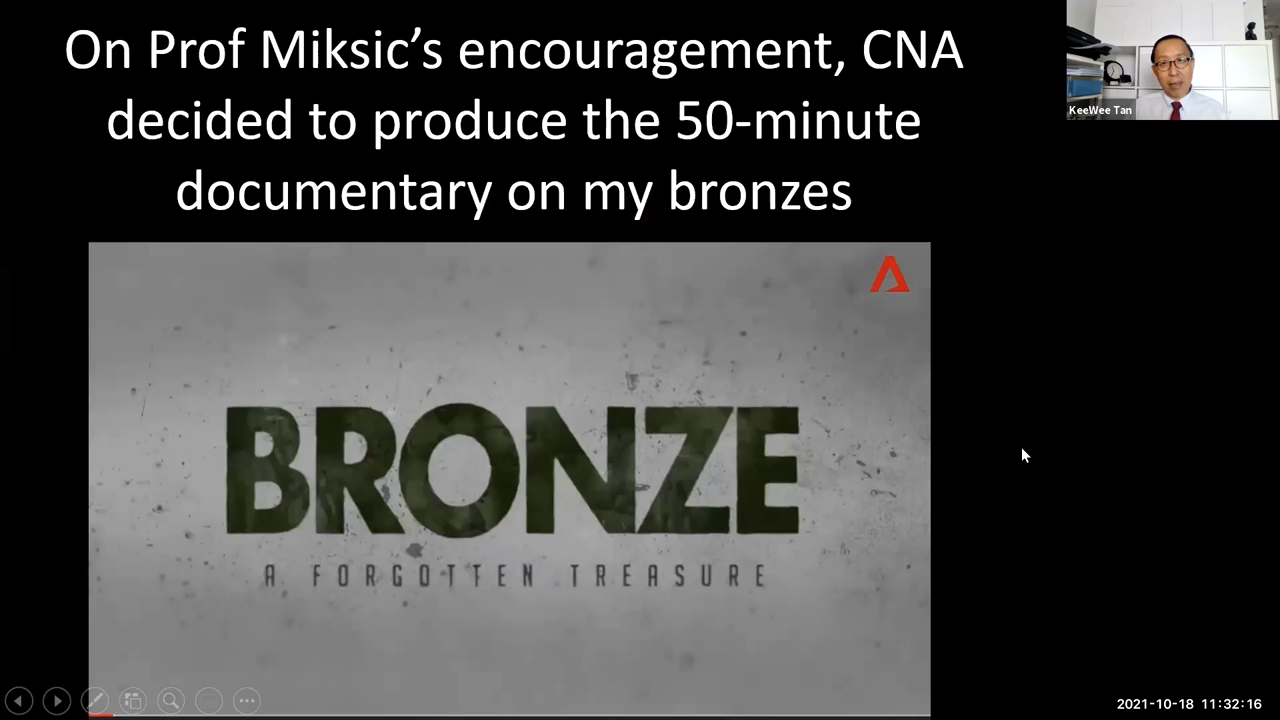 On Prof Miksic’s encouragement, CNA
decided to produce the 50-minute
documentary on my bronzes
KeeWee Tan
BRONZE
A FORGOTTEN TREASURE
2021-10-18 11:32:16